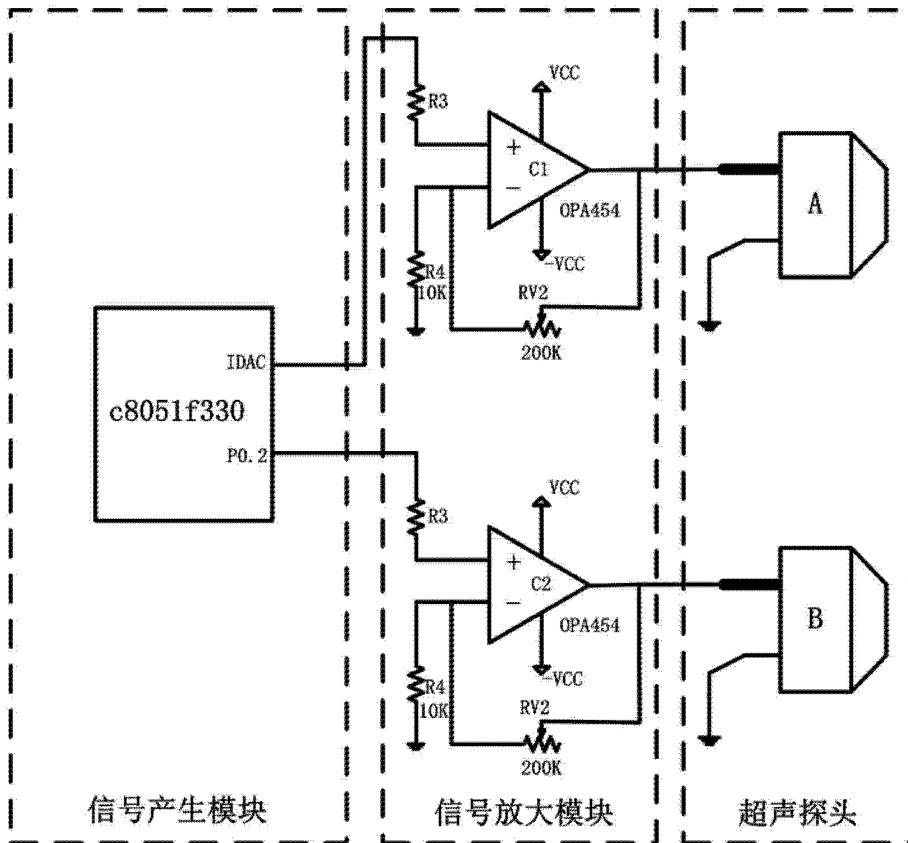 VCC
R3
+
C1
A
−
OPA454
-VCC
R4
10K
RV2
200K
IDAC
c8051f330
P0.2
VCC
R3
+
C2
B
−
OPA454
-VCC
R4
10K
RV2
200K
信号产生模块
信号放大模块
超声探头